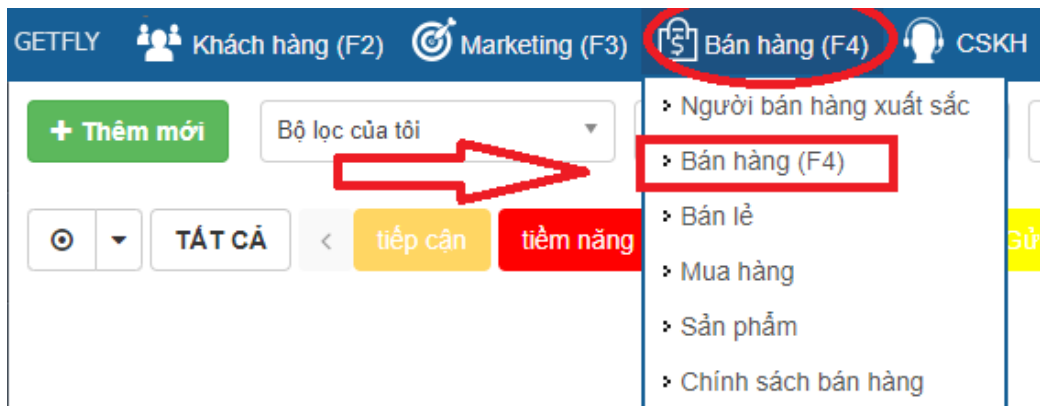 GETFLY Khách hàng (F2) Marketing (F3) Bán hàng (F4) CSKH
+ Thêm mới Bộ lọc của tôi
TẤT CẢ < tiếp cận tiềm năng
Người bán hàng xuất sắc
Bán hàng (F4)
Bán lẻ
Mua hàng
Sản phẩm
Chính sách bán hàng